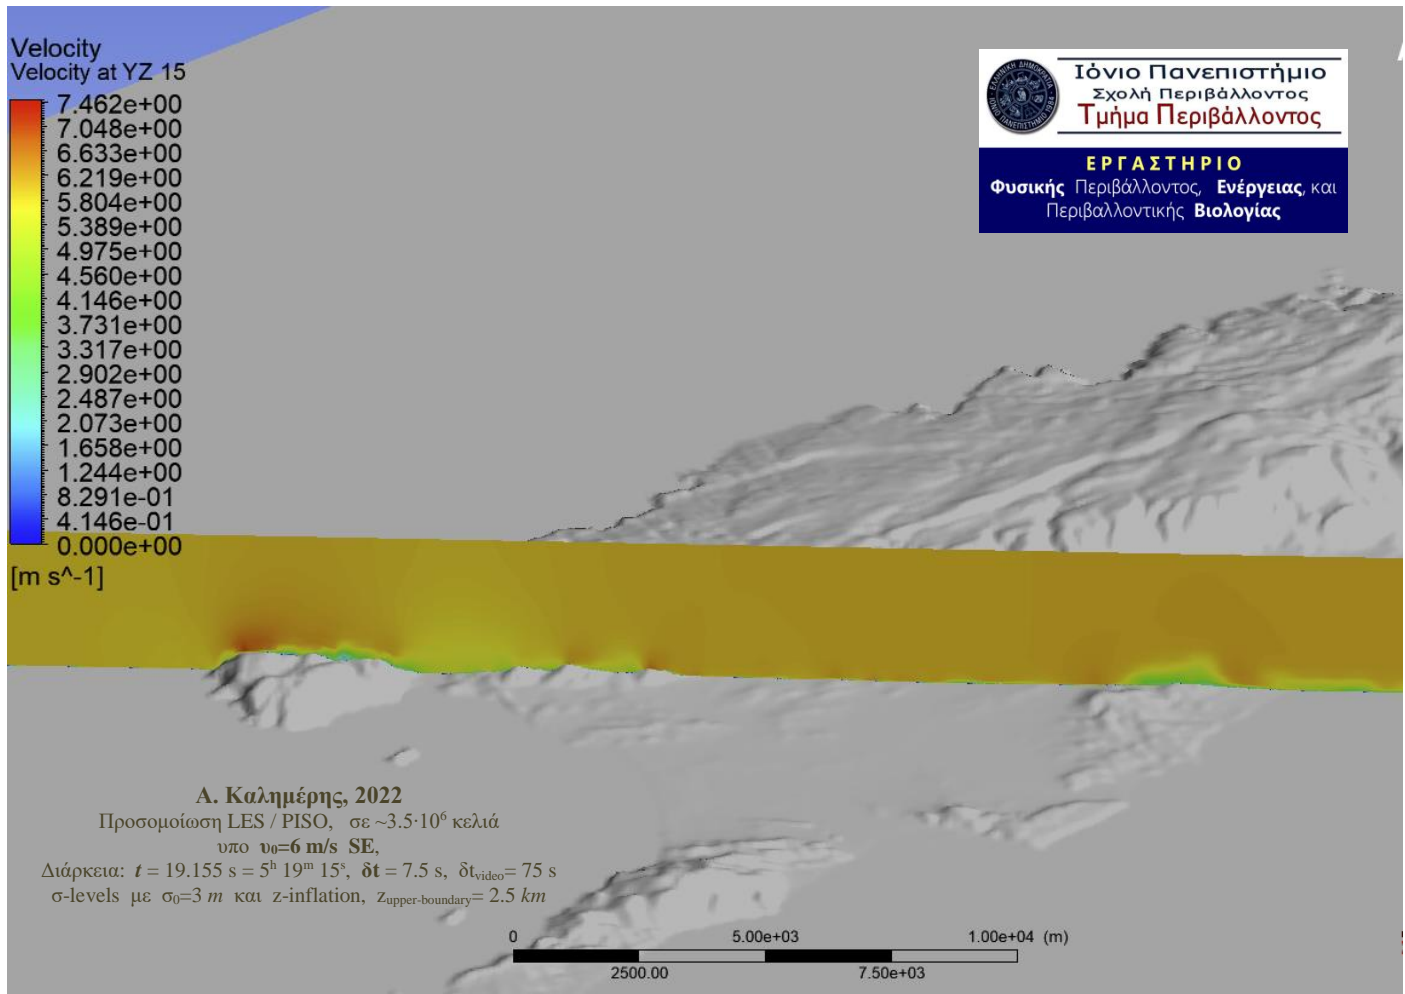 Velocity
Velocity at YZ 15
7.462e+00
7.048e+00
6.633e+00
6.219e+00
5.804e+00
5.389e+00
4.975e+00
4.560e+00
4.146e+00
3.731e+00
3.317e+00
2.902e+00
2.487e+00
2.073e+00
1.658e+00
1.244e+00
8.291e-01
4.146e-01
0.000e+00
[m s^-1]
Ιόνιο Πανεπιστήμιο
Σχολή Περιβάλλοντος
Τμήμα Περιβάλλοντος
ΕΡΓΑΣΤΗΡΙΟ
Φυσικής Περιβάλλοντος, Ενέργειας, και
Περιβαλλοντικής Βιολογίας
Α. Καλημέρης, 2022
Προσομοίωση LES / PISO, σε ~3.5·10⁶ κελιά
υπο υ₀=6 m/s SE,
Διάρκεια: t = 19.155 s = 5ʰ 19ᵐ 15ˢ, δt = 7.5 s, δtvideo= 75 s
σ-levels με σ₀=3 m και z-inflation, zupper-boundary= 2.5 km
0 5.00e+03 1.00e+04 (m)
2500.00 7.50e+03